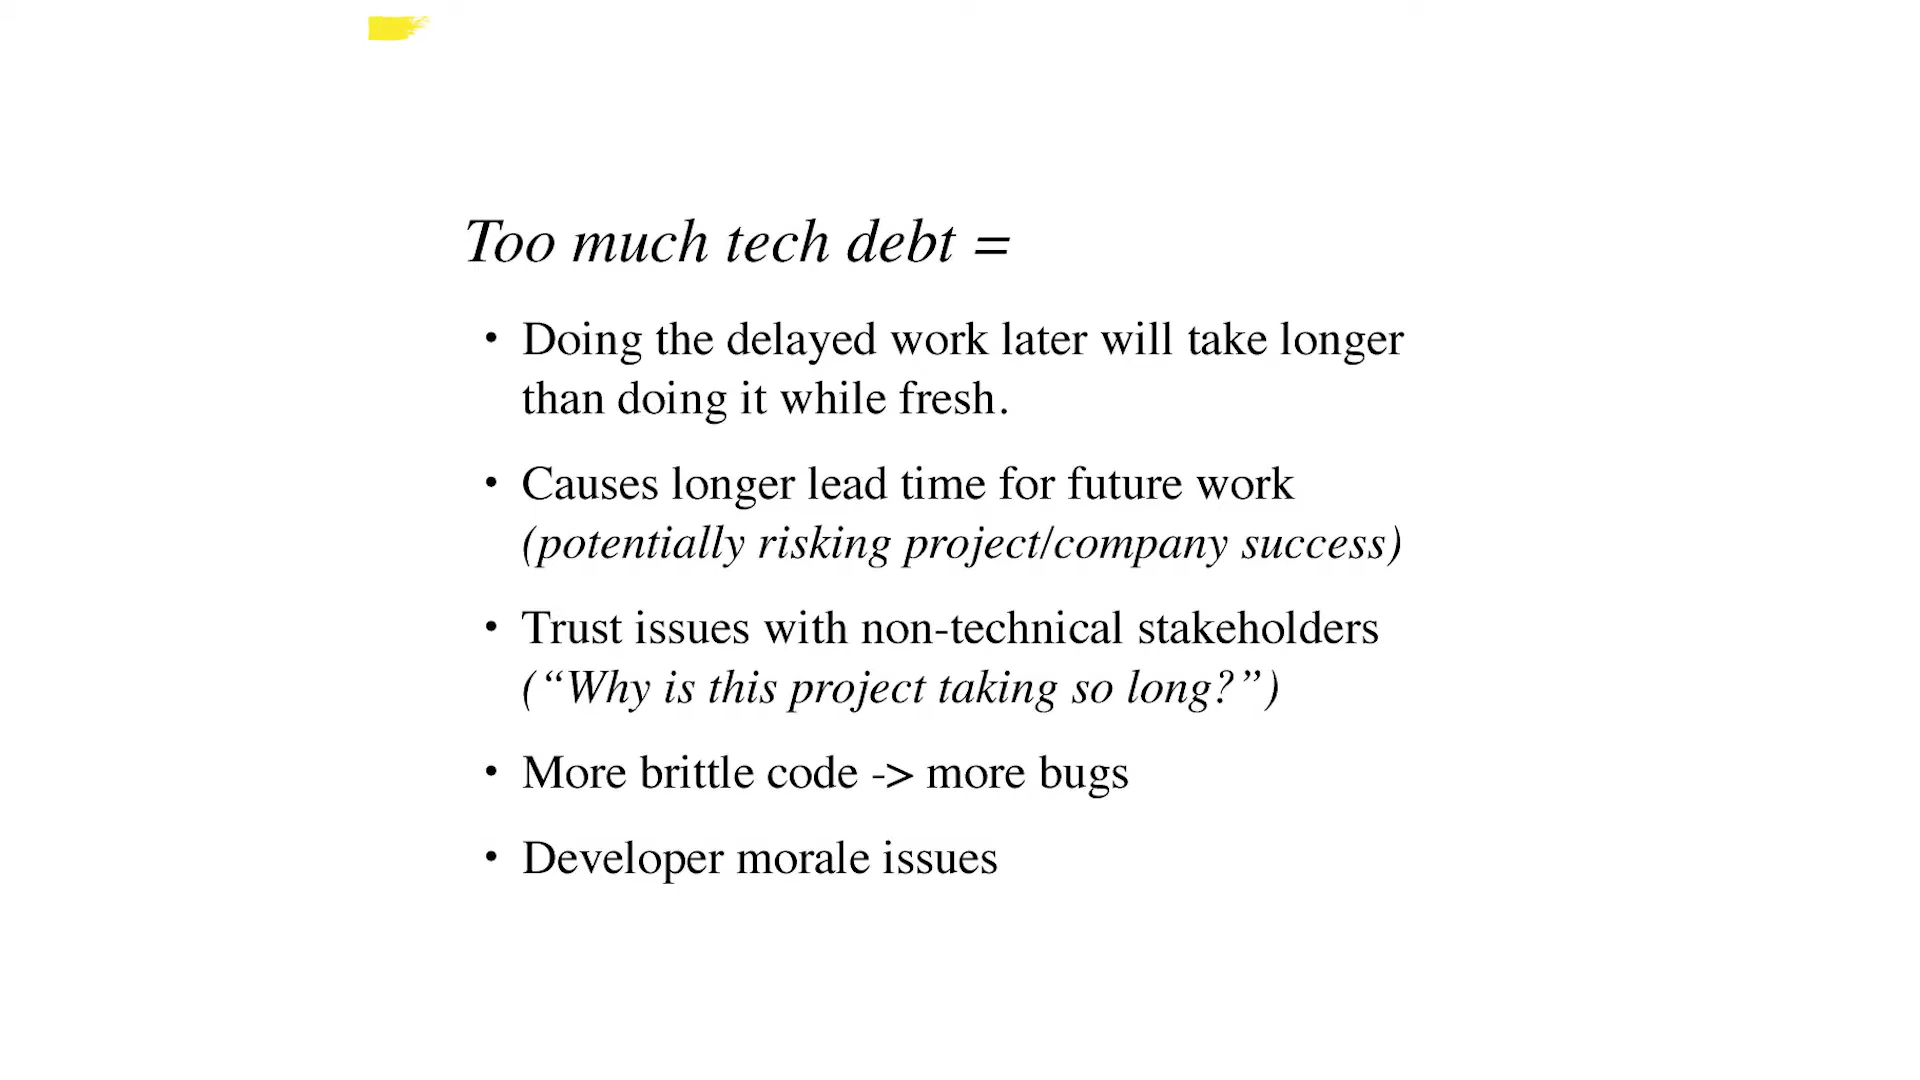 Too much tech debt =
• Doing the delayed work later will take longer
than doing it while fresh.
• Causes longer lead time for future work
(potentially risking project/company success)
• Trust issues with non-technical stakeholders
(“Why is this project taking so long?”)
• More brittle code -> more bugs
• Developer morale issues